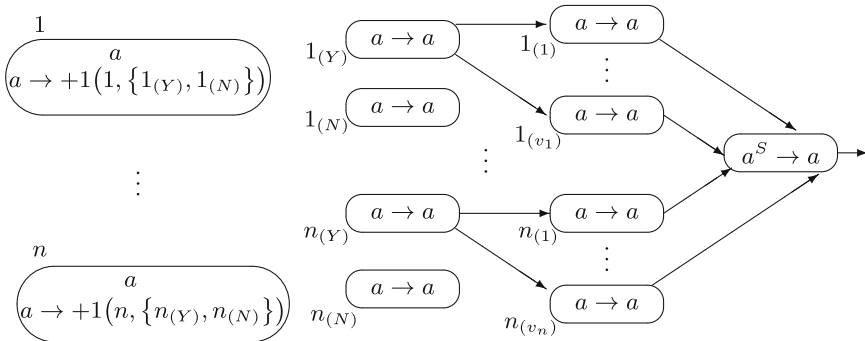 1
a
a → +1(1, {1_(Y), 1_(N)})
⋮
n
a
a → +1(n, {n_(Y), n_(N)})
1_(Y)
a → a
1_(N)
a → a
⋮
n_(Y)
a → a
n_(N)
a → a
1_(1)
a → a
⋮
1_(v_1)
a → a
n_(1)
a → a
⋮
n_(v_n)
a → a
a^S → a